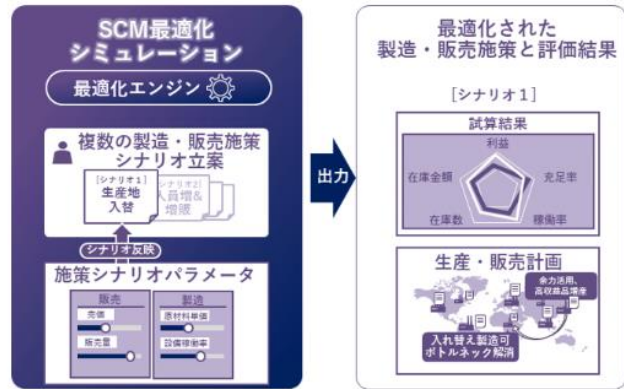 SCM最適化
シミュレーション
最適化エンジン
複数の製造・販売施策
シナリオ立案
[シナリオ1]
生産地
入替
シナリオ2]
人員増&
増販
シナリオ反映
施策シナリオパラメータ
販売
売価
販売量
製造
原材料単価
設備稼働率
出力
最適化された
製造・販売施策と評価結果
[シナリオ1]
試算結果
利益
在庫金額
充足率
在庫数
稼働率
生産・販売計画
余力活用、
高収益品増産
入れ替え製造可
ボトルネック解消